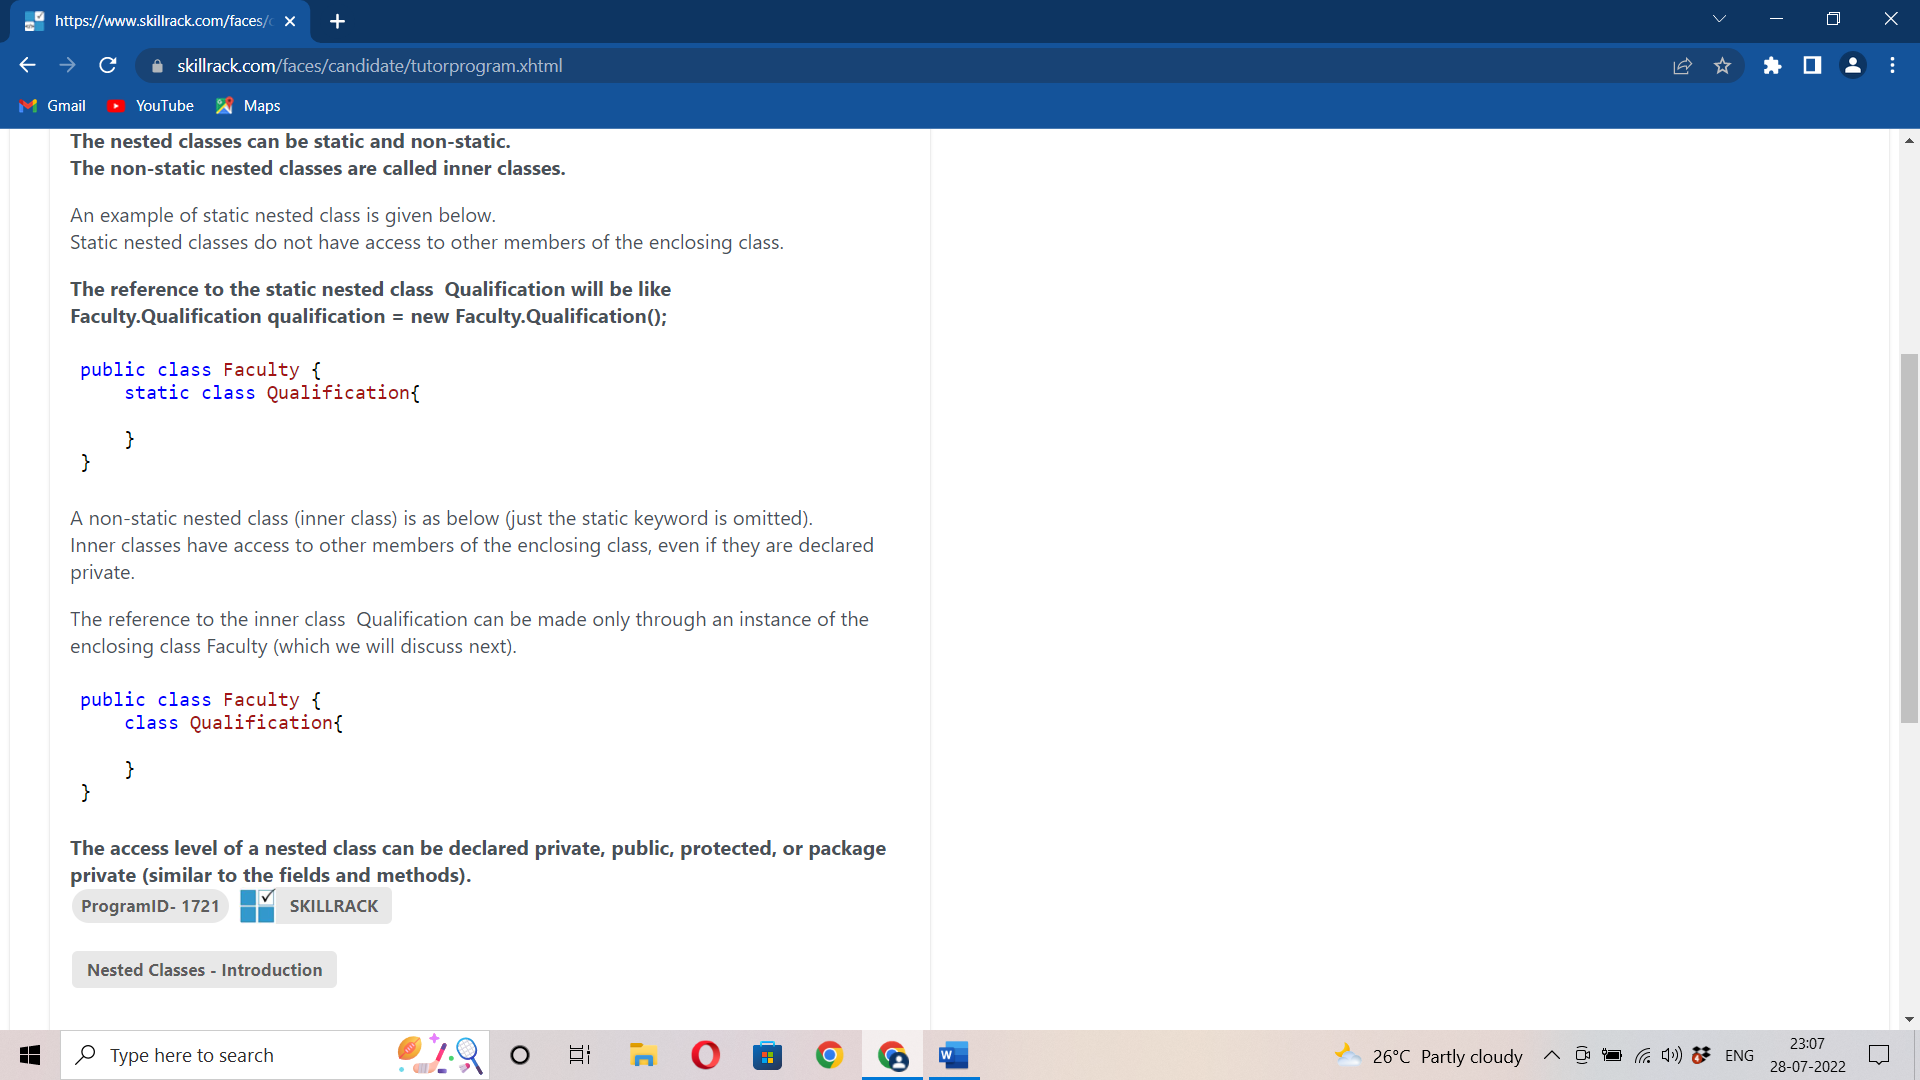 https://www.skillrack.com/faces/c
skillrack.com/faces/candidate/tutorprogram.xhtml
Gmail YouTube Maps
The nested classes can be static and non-static.
The non-static nested classes are called inner classes.
An example of static nested class is given below.
Static nested classes do not have access to other members of the enclosing class.
The reference to the static nested class  Qualification will be like
Faculty.Qualification qualification = new Faculty.Qualification();
public class Faculty {
    static class Qualification{
    }
}
A non-static nested class (inner class) is as below (just the static keyword is omitted).
Inner classes have access to other members of the enclosing class, even if they are declared
private.
The reference to the inner class  Qualification can be made only through an instance of the
enclosing class Faculty (which we will discuss next).
public class Faculty {
    class Qualification{
    }
}
The access level of a nested class can be declared private, public, protected, or package
private (similar to the fields and methods).
ProgramID- 1721 SKILLRACK
Nested Classes - Introduction
Type here to search
26°C Partly cloudy
ENG
23:07
28-07-2022